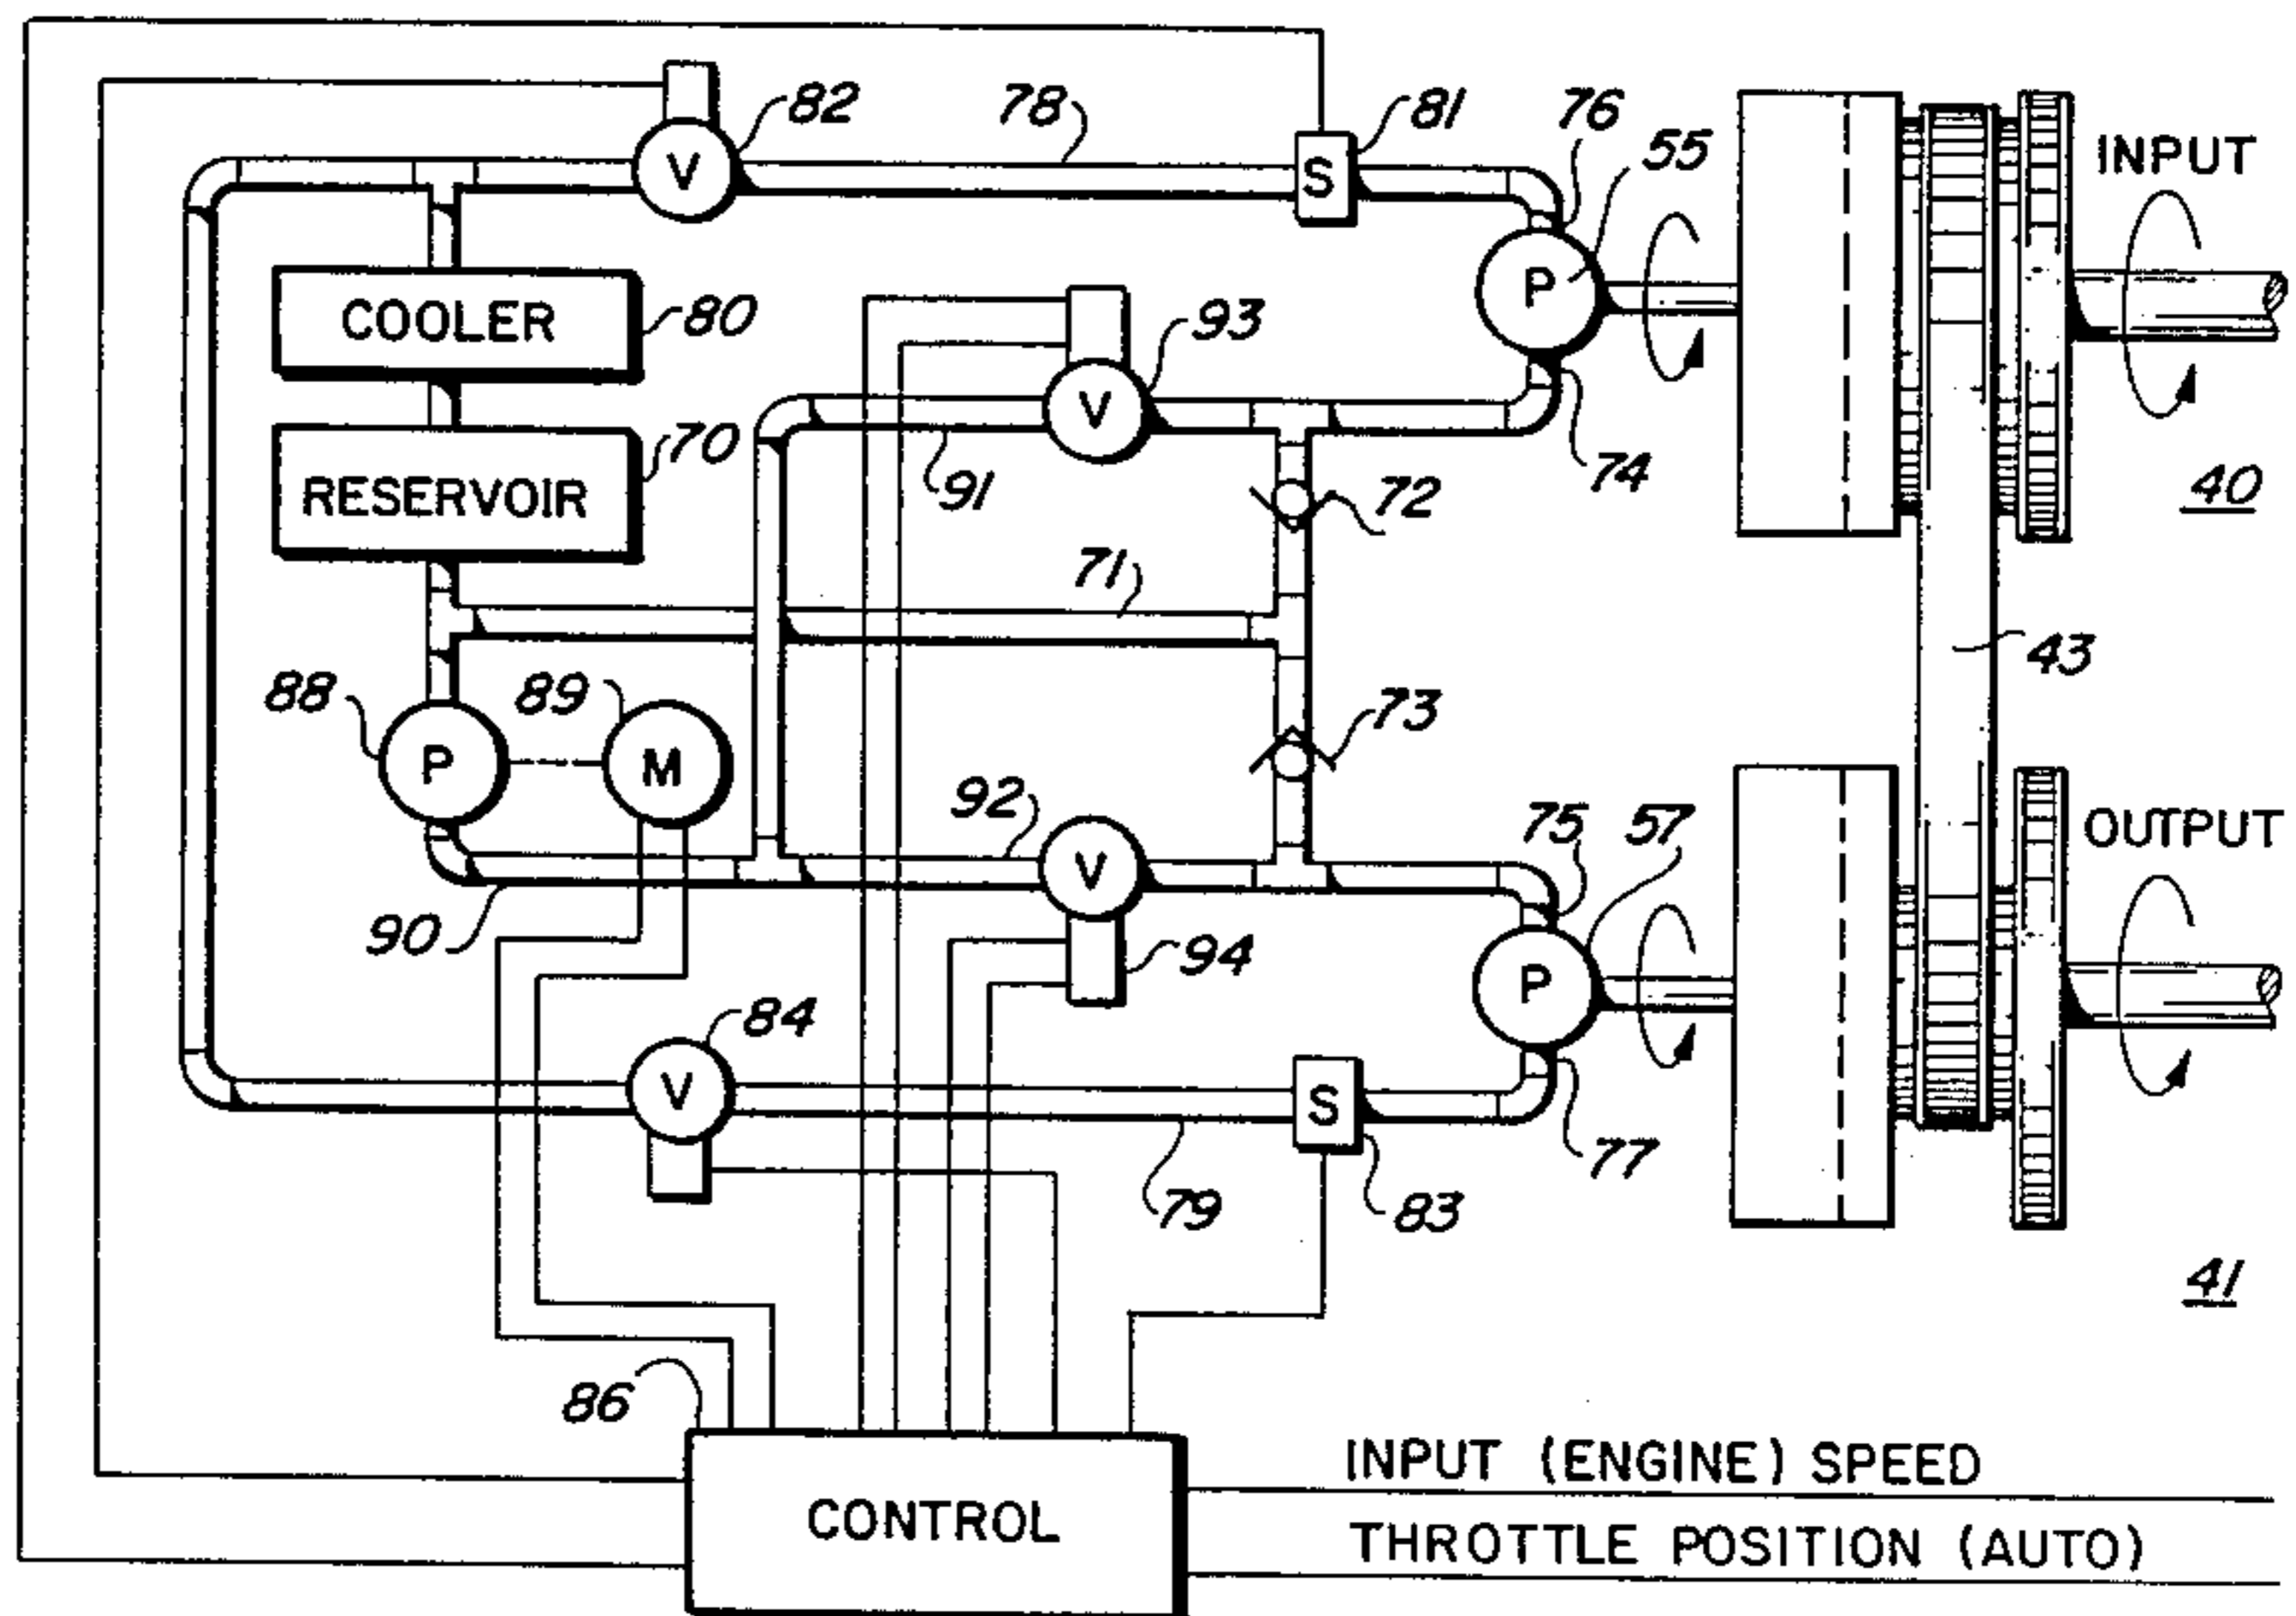 82
78
81
76
55
INPUT
V
S
P
COOLER
80
93
V
74
40
RESERVOIR
70
91
72
71
43
88
89
73
P
M
92
75
57
OUTPUT
V
90
94
P
84
V
S
79
83
77
41
86
CONTROL
INPUT (ENGINE) SPEED
THROTTLE POSITION (AUTO)